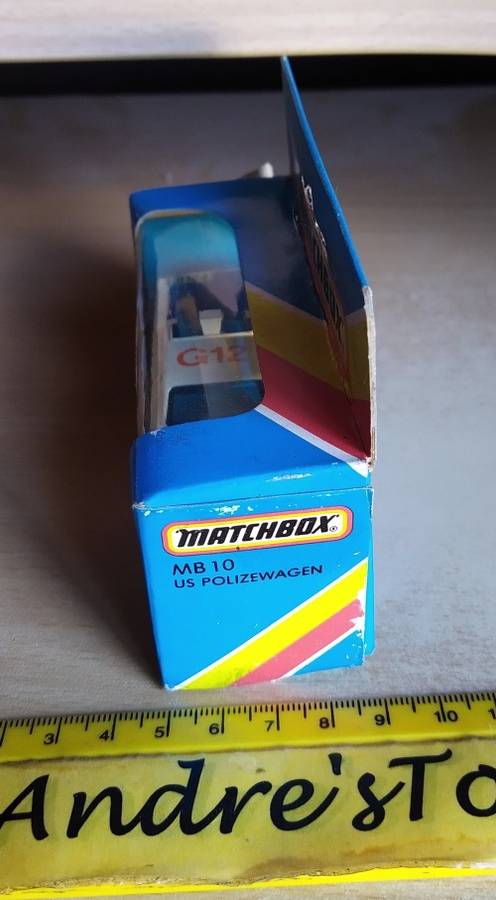 G12
MATCHBOX®
MB 10
US POLIZEWAGEN
3 4 5 6 7 8 9 10
Andre'sTo